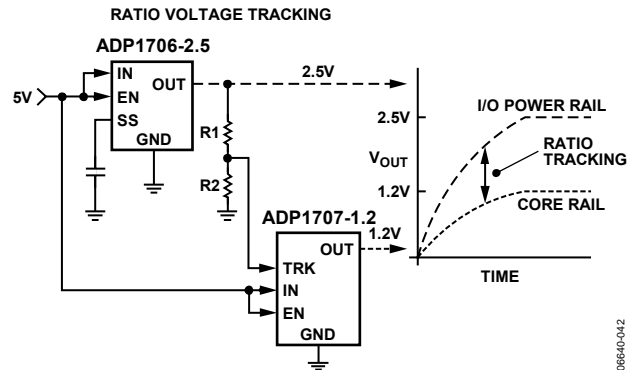 RATIO VOLTAGE TRACKING
ADP1706-2.5
5V
IN
EN
SS
OUT
GND
2.5V
R1
R2
ADP1707-1.2
TRK
IN
EN
OUT
GND
1.2V
2.5V
VOUT
1.2V
I/O POWER RAIL
RATIO
TRACKING
CORE RAIL
TIME
06640-042